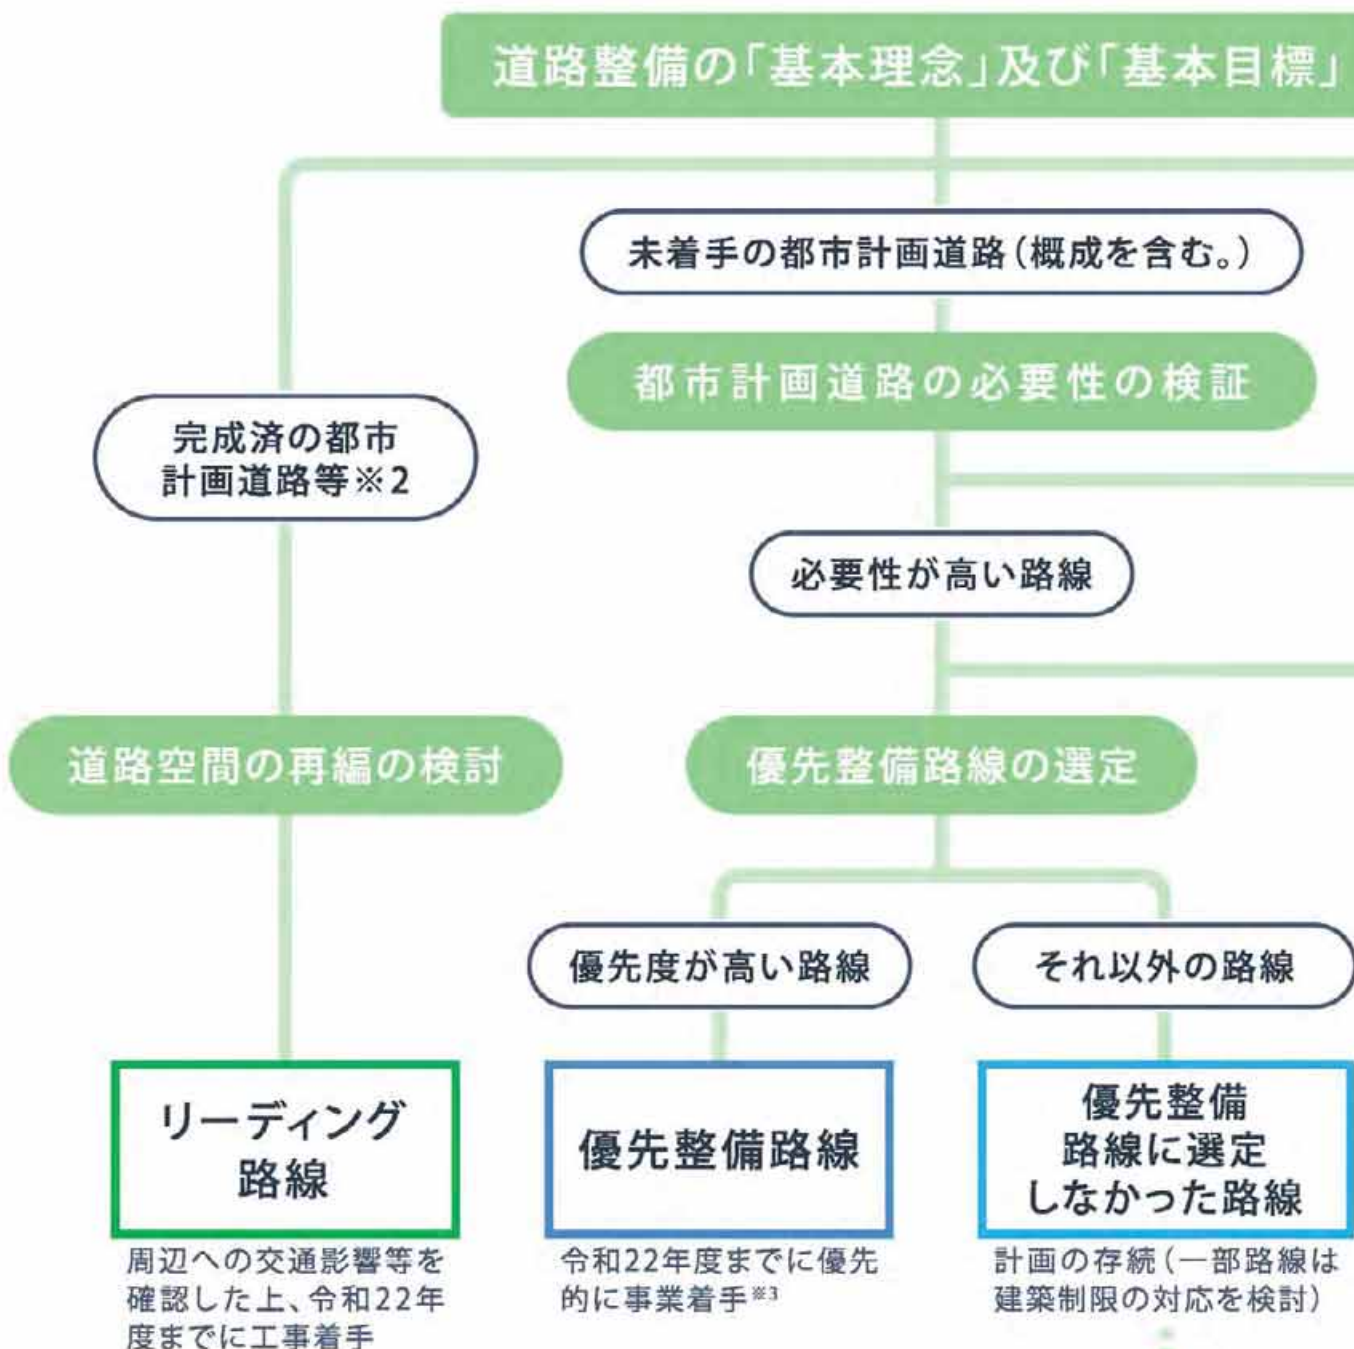 道路整備の「基本理念」及び「基本目標」
未着手の都市計画道路（概成を含む。）
都市計画道路の必要性の検証
完成済の都市
計画道路等※2
必要性が高い路線
道路空間の再編の検討
優先整備路線の選定
優先度が高い路線
それ以外の路線
リーディング
路線
周辺への交通影響等を
確認した上、令和22年
度までに工事着手
優先整備路線
令和22年度までに優先
的に事業着手※3
優先整備
路線に選定
しなかった路線
計画の存続（一部路線は
建築制限の対応を検討）